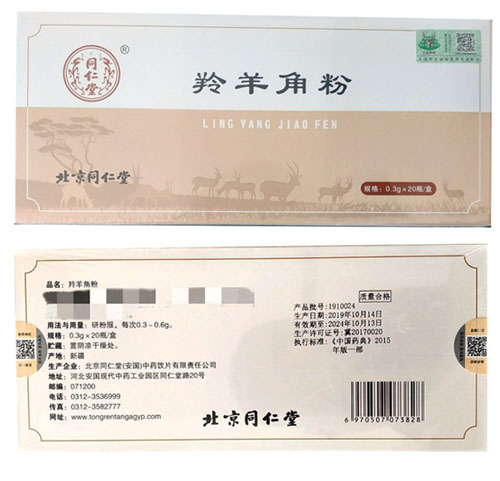 同仁堂
®
羚羊角粉
LING YANG JIAO FEN
北京同仁堂
规格：0.3g×20瓶/盒
品名：羚羊角粉
用法与用量：研粉服，每次0.3~0.6g。
规格：0.3g×20瓶/盒
贮藏：置阴凉干燥处。
产地：新疆
生产企业：北京同仁堂(安国)中药饮片有限责任公司
地址：河北安国现代中药工业园区同仁堂路20号
邮编：071200
电话：0312-3536999
传真：0312-3582777
网址：www.tongrentangagyp.com
质量合格
产品批号：1910024
生产日期：2019年10月14日
有效期至：2024年10月13日
生产许可证号：冀20170021
执行标准：《中国药典》2015
年版一部
北京同仁堂
6 970507 073828